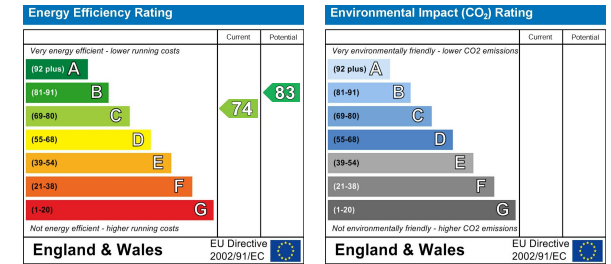 Energy Efficiency Rating
Current Potential
Very energy efficient - lower running costs
(92 plus) A
(81-91) B
83
(69-80) C
74
(55-68) D
(39-54) E
(21-38) F
(1-20) G
Not energy efficient - higher running costs
England & Wales
EU Directive
2002/91/EC
Environmental Impact (CO2) Rating
Current Potential
Very environmentally friendly - lower CO2 emissions
(92 plus) A
(81-91) B
(69-80) C
(55-68) D
(39-54) E
(21-38) F
(1-20) G
Not environmentally friendly - higher CO2 emissions
England & Wales
EU Directive
2002/91/EC